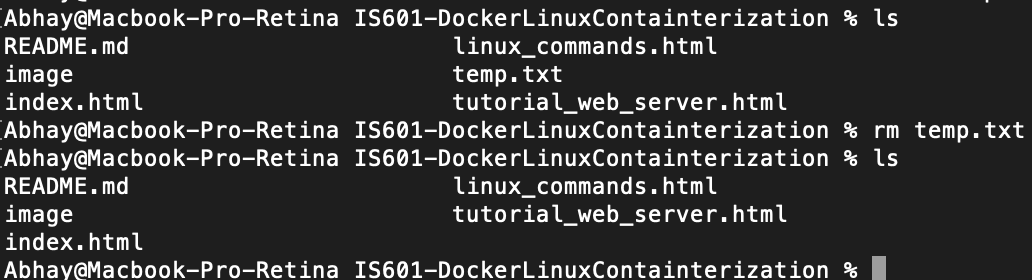 Abhay@Macbook-Pro-Retina IS601-DockerLinuxContainterization % ls
README.md linux_commands.html
image temp.txt
index.html tutorial_web_server.html
Abhay@Macbook-Pro-Retina IS601-DockerLinuxContainterization % rm temp.txt
Abhay@Macbook-Pro-Retina IS601-DockerLinuxContainterization % ls
README.md linux_commands.html
image tutorial_web_server.html
index.html
Abhay@Macbook-Pro-Retina IS601-DockerLinuxContainterization %